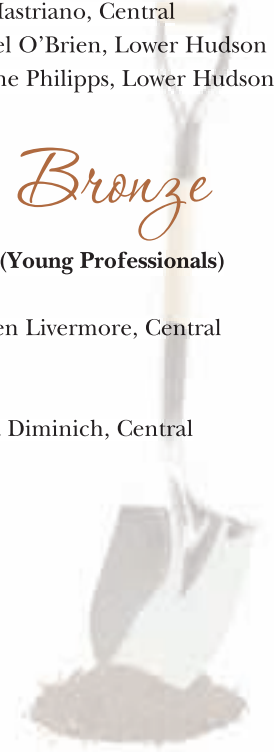 Mastriano, Central
el O’Brien, Lower Hudson
ne Philipps, Lower Hudson
Bronze
(Young Professionals)
en Livermore, Central
Diminich, Central